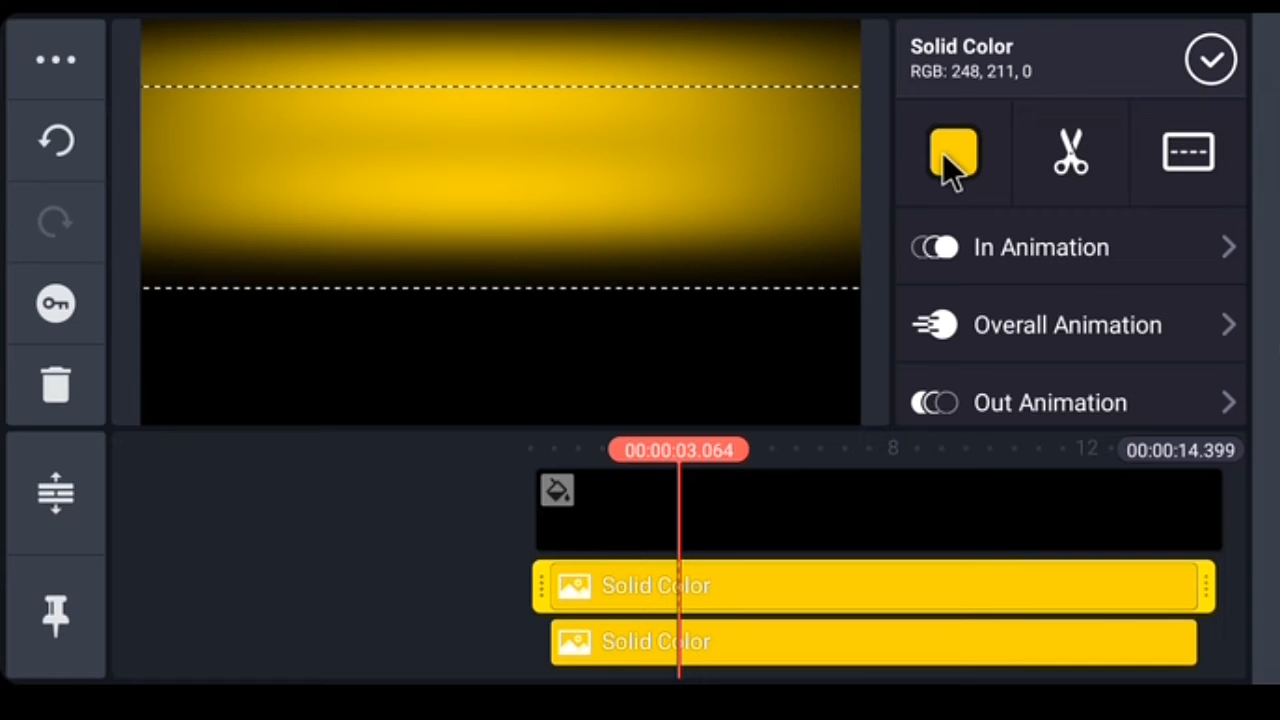 Solid Color
RGB: 248, 211, 0
In Animation
Overall Animation
Out Animation
00:00:03.064
8
12
00:00:14.399
Solid Color
Solid Color